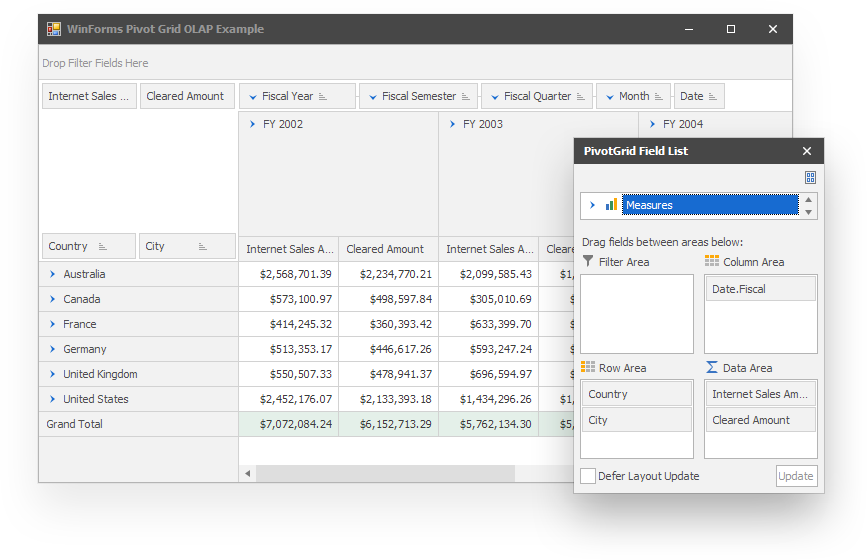 WinForms Pivot Grid OLAP Example
Drop Filter Fields Here
Internet Sales ... Cleared Amount Fiscal Year Fiscal Semester Fiscal Quarter Month Date
FY 2002 FY 2003 FY 2004
Country City
Internet Sales A... Cleared Amount Internet Sales A... Cleare
Australia $2,568,701.39 $2,234,770.21 $2,099,585.43 $1,
Canada $573,100.97 $498,597.84 $305,010.69 $
France $414,245.32 $360,393.42 $633,399.70 $
Germany $513,353.17 $446,617.26 $593,247.24 $
United Kingdom $550,507.33 $478,941.37 $696,594.97 $
United States $2,452,176.07 $2,133,393.18 $1,434,296.26 $1,
Grand Total $7,072,084.24 $6,152,713.29 $5,762,134.30 $5,
PivotGrid Field List
Measures
Drag fields between areas below:
Filter Area Column Area
Date.Fiscal
Row Area Data Area
Country Internet Sales Am...
City Cleared Amount
Defer Layout Update Update